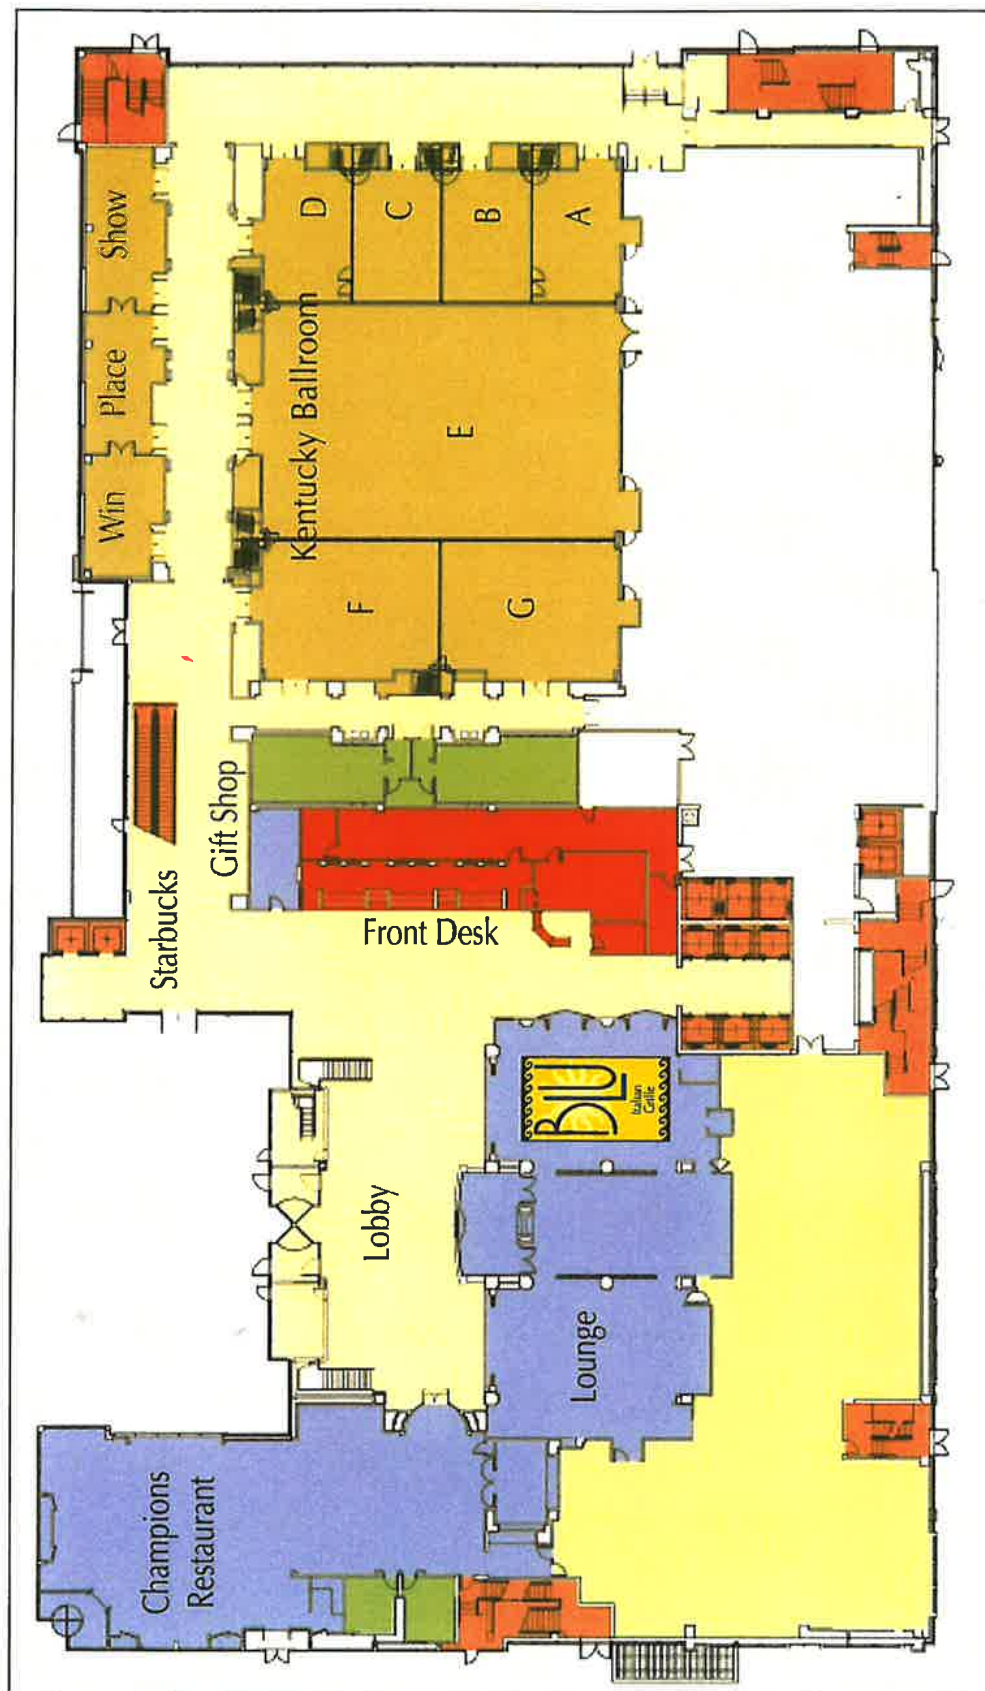 Show
Place
Win
D
C
B
A
Kentucky Ballroom
E
F
G
Gift Shop
Starbucks
Front Desk
BLU
Italian
Grille
Lobby
Lounge
Champions
Restaurant